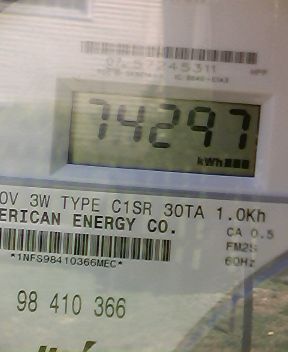 74297
kWh
0V 3W TYPE C1SR 30TA 1.0Kh
ERICAN ENERGY CO.
CA 0.5
FM2S
60Hz
*1NFS98410366MEC*
98 410 366